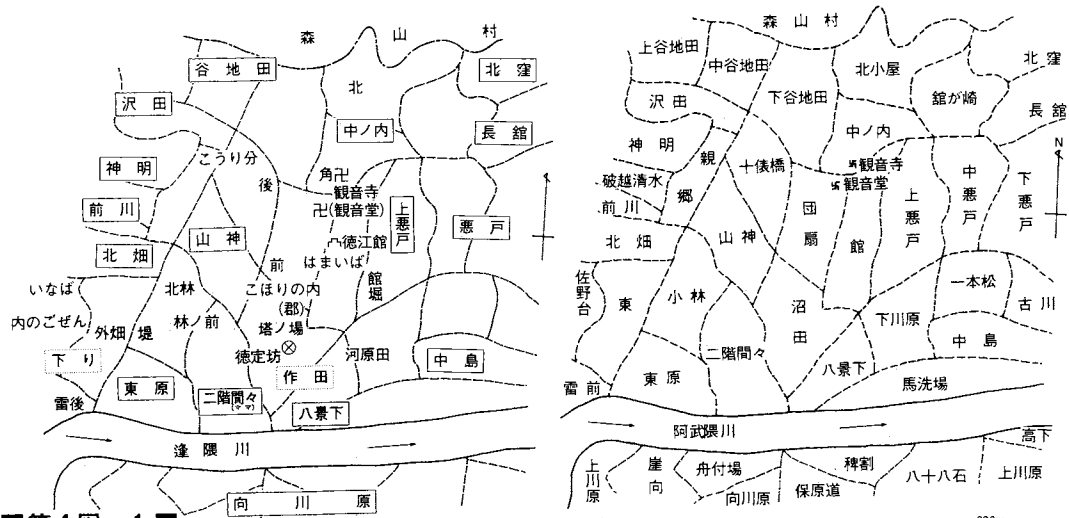 森山村
谷地田
北窪
北
沢田
中ノ内
長舘
こうり分
神明
後
角卍
観音寺
卍(観音堂)
上悪戸
前川
山神
徳江館
悪戸
北畑
前
はまいば
いなば
北林
こほりの内
(郡)
館堀
内のごぜん
外畑
堤
林ノ前
塔ノ場
徳定坊
河原田
中島
下り
作田
東原
二階間々
(ママ)
八景下
雷後
逢隈川
向川原
森山村
上谷地田
中谷地田
北小屋
北窪
下谷地田
舘が崎
沢田
長舘
中ノ内
N
神明
親郷
十俵橋
卍観音寺
卍観音堂
中悪戸
下悪戸
破越清水
前川
団扇
上悪戸
北畑
山神
館
佐野台
東
小林
沼田
下川原
一本松
古川
二階間々
中島
八景下
雷前
東原
馬洗場
阿武隈川
高下
上川原
崖向
舟付場
向川原
保原道
稗割
八十八石
上川原